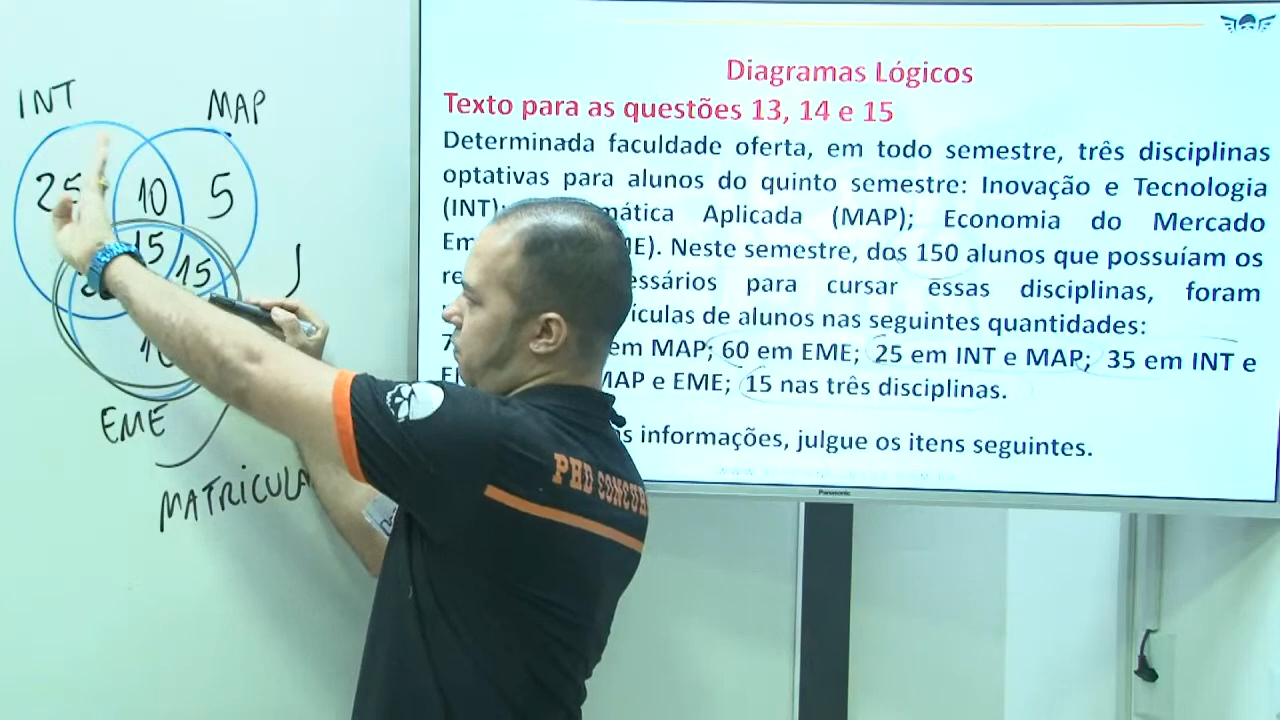 INT
MAP
25
10
5
15
15
10
EME
MATRICULA
Diagramas Lógicos
Texto para as questões 13, 14 e 15
Determinada faculdade oferta, em todo semestre, três disciplinas
optativas para alunos do quinto semestre: Inovação e Tecnologia
(INT) Aplicada (MAP); Economia do Mercado
Neste semestre, dos 150 alunos que possuíam os
para cursar essas disciplinas, foram
de alunos nas seguintes quantidades:
em MAP; 60 em EME; 25 em INT e MAP; 35 em INT e
MAP e EME; 15 nas três disciplinas.
informações, julgue os itens seguintes.
Panasonic
PHD